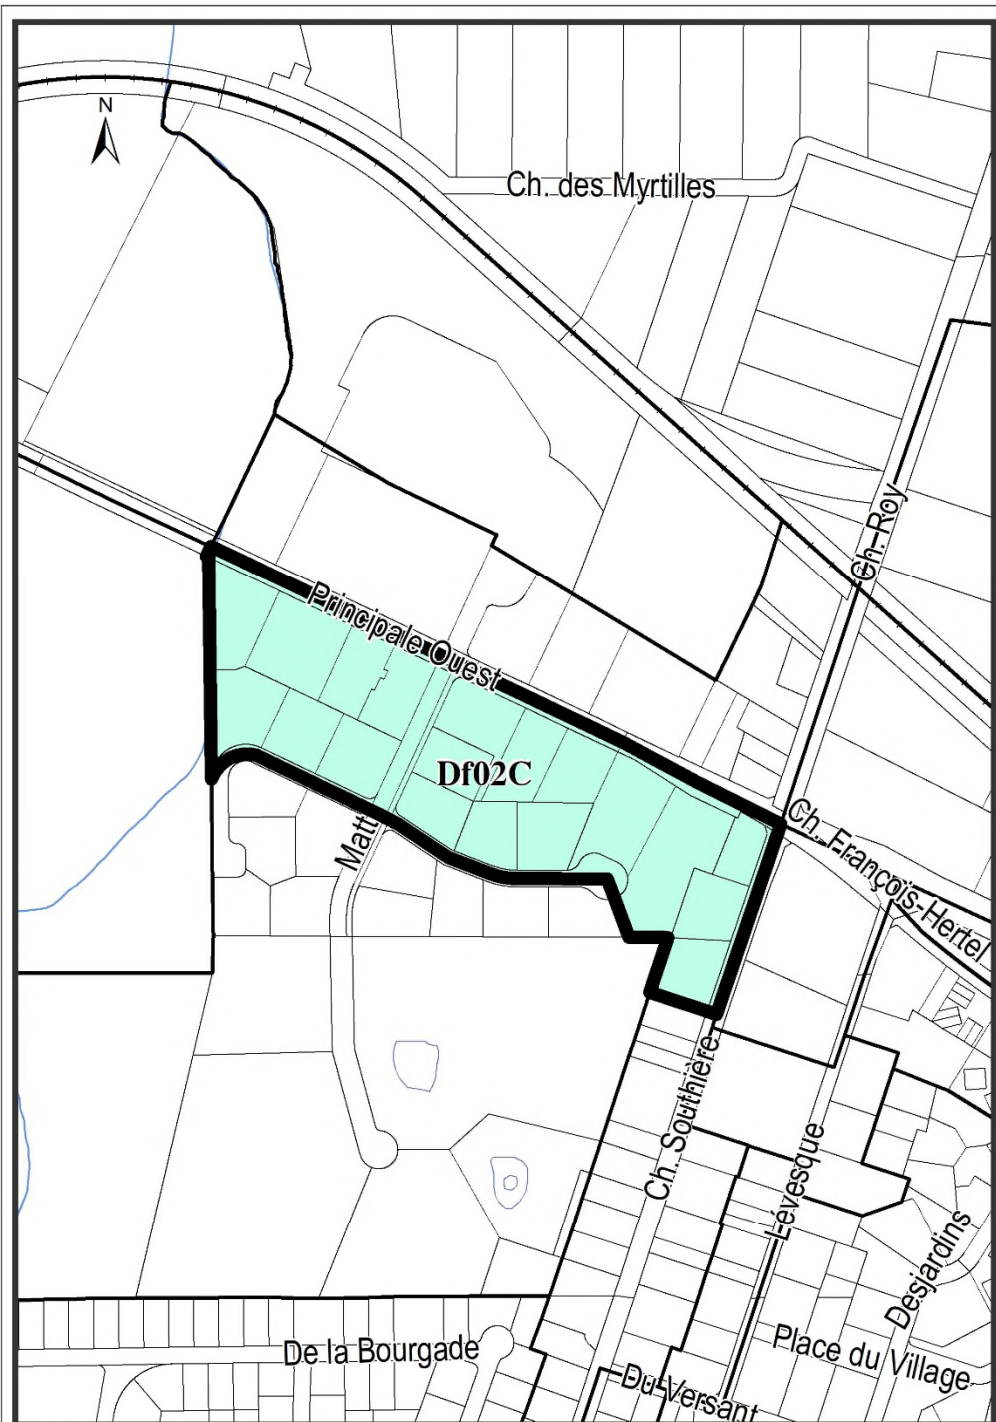 N
Ch. des Myrtilles
Ch. Roy
Principale Ouest
Df02C
Ch. François-Hertel
Matt
Ch. Southière
Lévesque
Desjardins
De la Bourgade
Place du Village
Du Versant